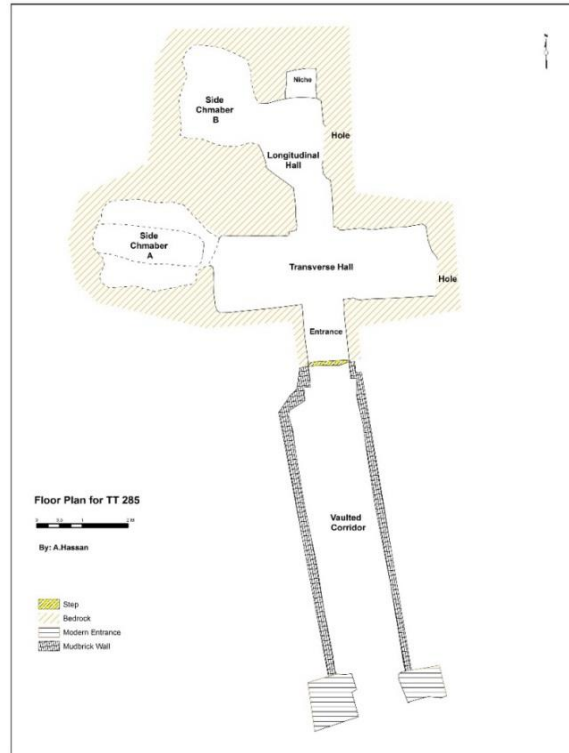 Niche
Side
Chmaber
B
Hole
Longitudinal
Hall
Side
Chmaber
A
Transverse Hall
Hole
Entrance
Floor Plan for TT 285
By: A.Hassan
Vaulted
Corridor
Step
Bedrock
Modern Entrance
Mudbrick Wall